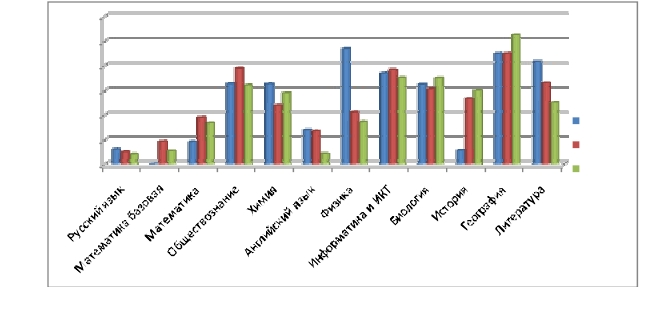 Русский язык
Математика базовая
Математика
Обществознание
Химия
Английский язык
Физика
Информатика и ИКТ
Биология
История
География
Литература